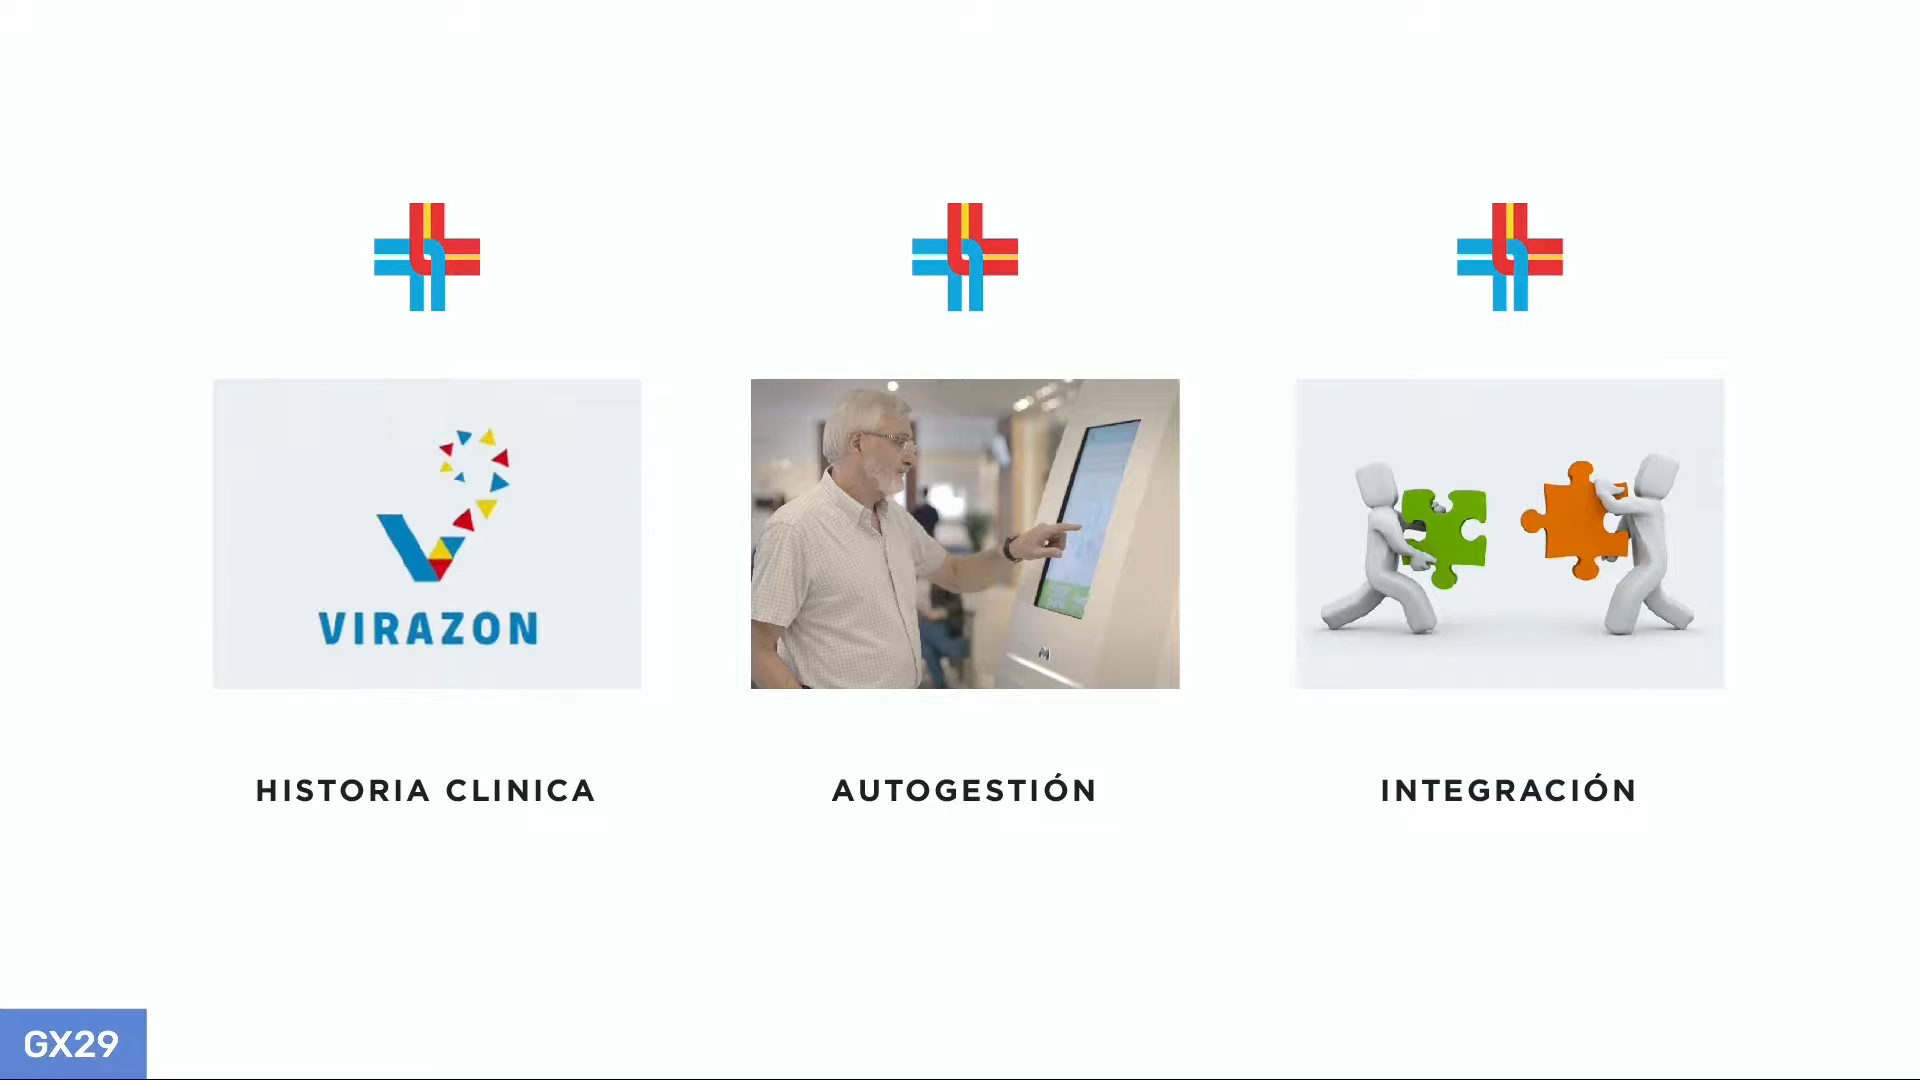 VIRAZON
HISTORIA CLINICA
AUTOGESTIÓN
INTEGRACIÓN
GX29